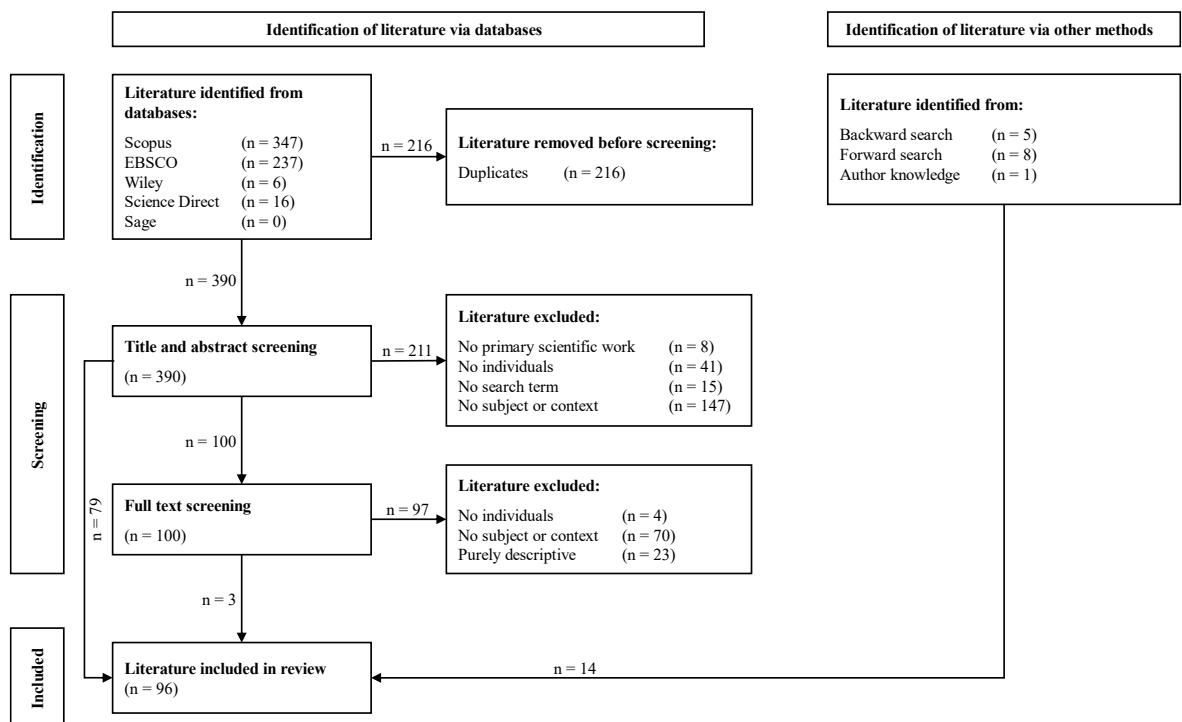 Identification of literature via databases
Identification of literature via other methods
Identification
Literature identified from
databases:
Scopus (n = 347)
EBSCO (n = 237)
Wiley (n = 6)
Science Direct (n = 16)
Sage (n = 0)
n = 216
Literature removed before screening:
Duplicates (n = 216)
Literature identified from:
Backward search (n = 5)
Forward search (n = 8)
Author knowledge (n = 1)
n = 390
Screening
Title and abstract screening
(n = 390)
n = 211
Literature excluded:
No primary scientific work (n = 8)
No individuals (n = 41)
No search term (n = 15)
No subject or context (n = 147)
n = 100
n = 79
Full text screening
(n = 100)
n = 97
Literature excluded:
No individuals (n = 4)
No subject or context (n = 70)
Purely descriptive (n = 23)
n = 3
Included
Literature included in review
(n = 96)
n = 14